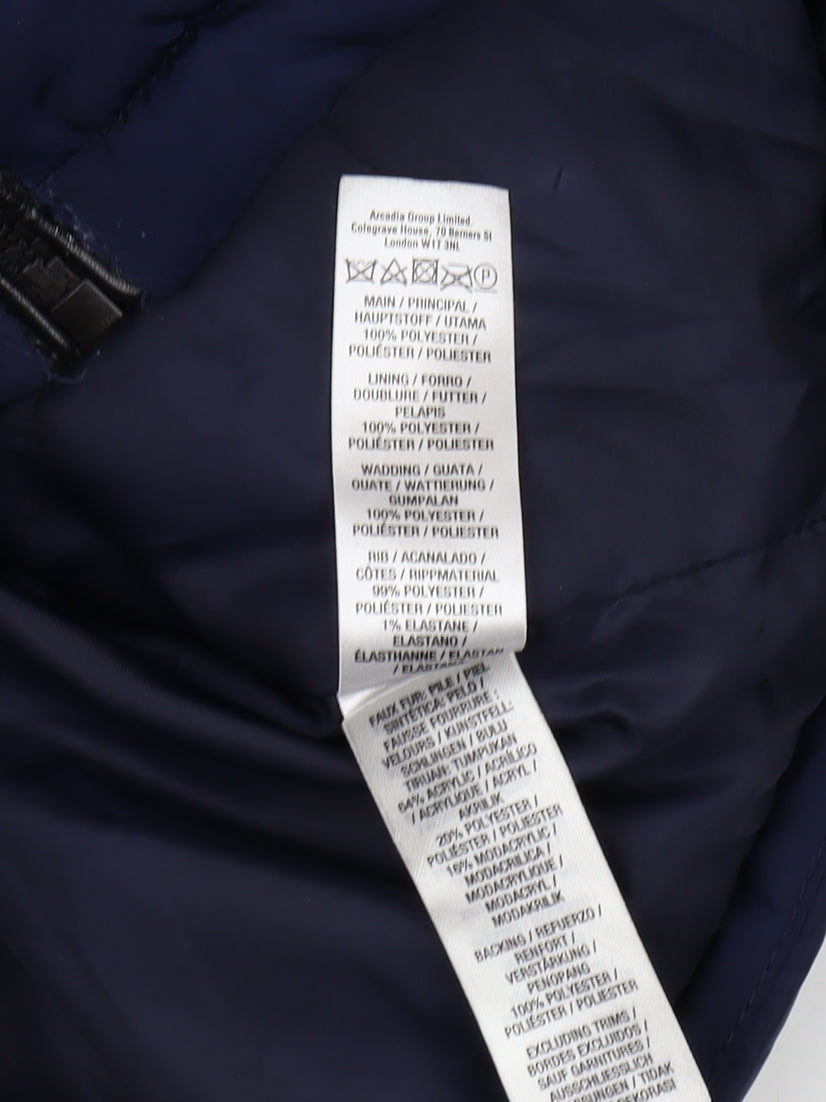 Arcadia Group Limited.
Colegrave House, 70 Berners St
London W1T 3NL
P
MAIN / PRINCIPAL /
HAUPTSTOFF / UTAMA
100% POLYESTER /
POLIÉSTER / POLIESTER
LINING / FORRO /
DOUBLURE / FUTTER /
PELAPIS
100% POLYESTER /
POLIÉSTER / POLIESTER
WADDING / GUATA /
OUATE / WATTIERUNG /
GUMPALAN
100% POLYESTER /
POLIÉSTER / POLIESTER
RIB / ACANALADO /
CÔTES / RIPPMATERIAL
99% POLYESTER /
POLIÉSTER / POLIESTER
1% ELASTANE /
ELASTANO /
ÉLASTHANNE / ELASTAN
FAUX FUR: PILE / PIEL
SINTÉTICA: PELO /
FAUSSE FOURRURE :
VELOURS / KUNSTFELL:
SCHLINGEN / BULU
TIRUAN: TUMPUKAN
64% ACRYLIC / ACRÍLICO
/ ACRYLIQUE / ACRYL /
AKRILIK
20% POLYESTER /
POLIÉSTER / POLIESTER
16% MODACRYLIC /
MODACRÍLICA /
MODACRYLIQUE /
MODACRYL /
MODAKRILIK
BACKING / REFUERZO /
RENFORT /
VERSTÄRKUNG /
PENOPANG
100% POLYESTER /
POLIÉSTER / POLIESTER
EXCLUDING TRIMS /
BORDES EXCLUIDOS /
SAUF GARNITURES /
AUSSCHLIESSLICH
/ TIDAK